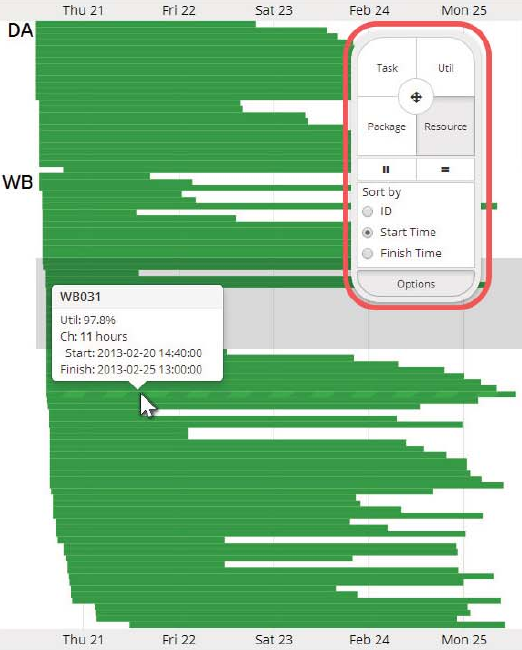 Thu 21 Fri 22 Sat 23 Feb 24 Mon 25
DA
Task Util
Package Resource
WB
Sort by
ID
Start Time
Finish Time
Options
WB031
Util: 97.8%
Ch: 11 hours
Start: 2013-02-20 14:40:00
Finish: 2013-02-25 13:00:00
Thu 21 Fri 22 Sat 23 Feb 24 Mon 25